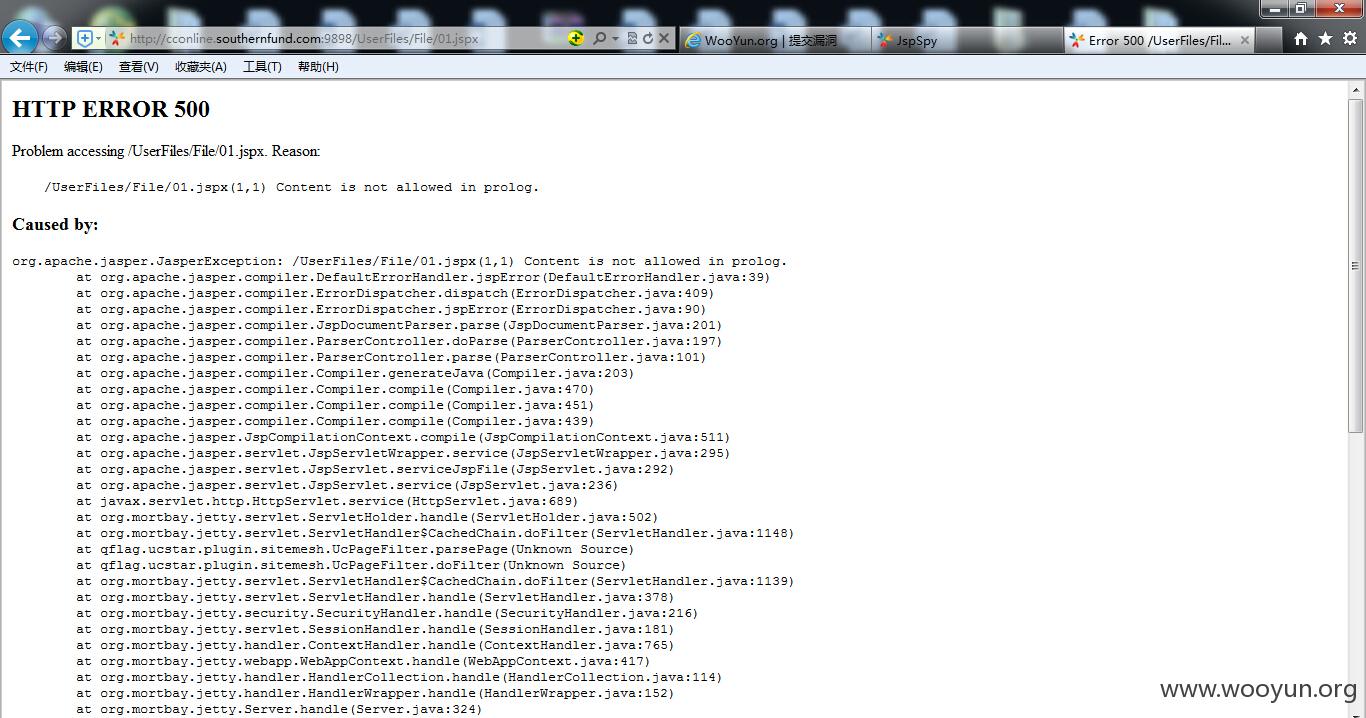 http://cconline.southernfund.com:9898/UserFiles/File/01.jspx
WooYun.org | 提交漏洞
JspSpy
Error 500 /UserFiles/Fil...
文件(F) 编辑(E) 查看(V) 收藏夹(A) 工具(T) 帮助(H)
HTTP ERROR 500
Problem accessing /UserFiles/File/01.jspx. Reason:
/UserFiles/File/01.jspx(1,1) Content is not allowed in prolog.
Caused by:
org.apache.jasper.JasperException: /UserFiles/File/01.jspx(1,1) Content is not allowed in prolog.
at org.apache.jasper.compiler.DefaultErrorHandler.jspError(DefaultErrorHandler.java:39)
at org.apache.jasper.compiler.ErrorDispatcher.dispatch(ErrorDispatcher.java:409)
at org.apache.jasper.compiler.ErrorDispatcher.jspError(ErrorDispatcher.java:90)
at org.apache.jasper.compiler.JspDocumentParser.parse(JspDocumentParser.java:201)
at org.apache.jasper.compiler.ParserController.doParse(ParserController.java:197)
at org.apache.jasper.compiler.ParserController.parse(ParserController.java:101)
at org.apache.jasper.compiler.Compiler.generateJava(Compiler.java:203)
at org.apache.jasper.compiler.Compiler.compile(Compiler.java:470)
at org.apache.jasper.compiler.Compiler.compile(Compiler.java:451)
at org.apache.jasper.compiler.Compiler.compile(Compiler.java:439)
at org.apache.jasper.JspCompilationContext.compile(JspCompilationContext.java:511)
at org.apache.jasper.servlet.JspServletWrapper.service(JspServletWrapper.java:295)
at org.apache.jasper.servlet.JspServlet.serviceJspFile(JspServlet.java:292)
at org.apache.jasper.servlet.JspServlet.service(JspServlet.java:236)
at javax.servlet.http.HttpServlet.service(HttpServlet.java:689)
at org.mortbay.jetty.servlet.ServletHolder.handle(ServletHolder.java:502)
at org.mortbay.jetty.servlet.ServletHandler$CachedChain.doFilter(ServletHandler.java:1148)
at qflag.ucstar.plugin.sitemesh.UcPageFilter.parsePage(Unknown Source)
at qflag.ucstar.plugin.sitemesh.UcPageFilter.doFilter(Unknown Source)
at org.mortbay.jetty.servlet.ServletHandler$CachedChain.doFilter(ServletHandler.java:1139)
at org.mortbay.jetty.servlet.ServletHandler.handle(ServletHandler.java:378)
at org.mortbay.jetty.security.SecurityHandler.handle(SecurityHandler.java:216)
at org.mortbay.jetty.servlet.SessionHandler.handle(SessionHandler.java:181)
at org.mortbay.jetty.handler.ContextHandler.handle(ContextHandler.java:765)
at org.mortbay.jetty.webapp.WebAppContext.handle(WebAppContext.java:417)
at org.mortbay.jetty.handler.HandlerCollection.handle(HandlerCollection.java:114)
at org.mortbay.jetty.handler.HandlerWrapper.handle(HandlerWrapper.java:152)
at org.mortbay.jetty.Server.handle(Server.java:324)
www.wooyun.org